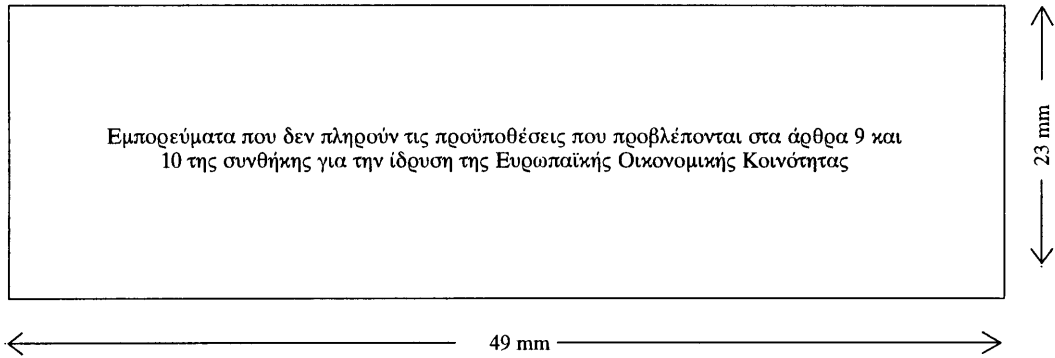 Εμπορεύματα που δεν πληρούν τις προϋποθέσεις που προβλέπονται στα άρθρα 9 και
10 της συνθήκης για την ίδρυση της Ευρωπαϊκής Οικονομικής Κοινότητας
23 mm
49 mm